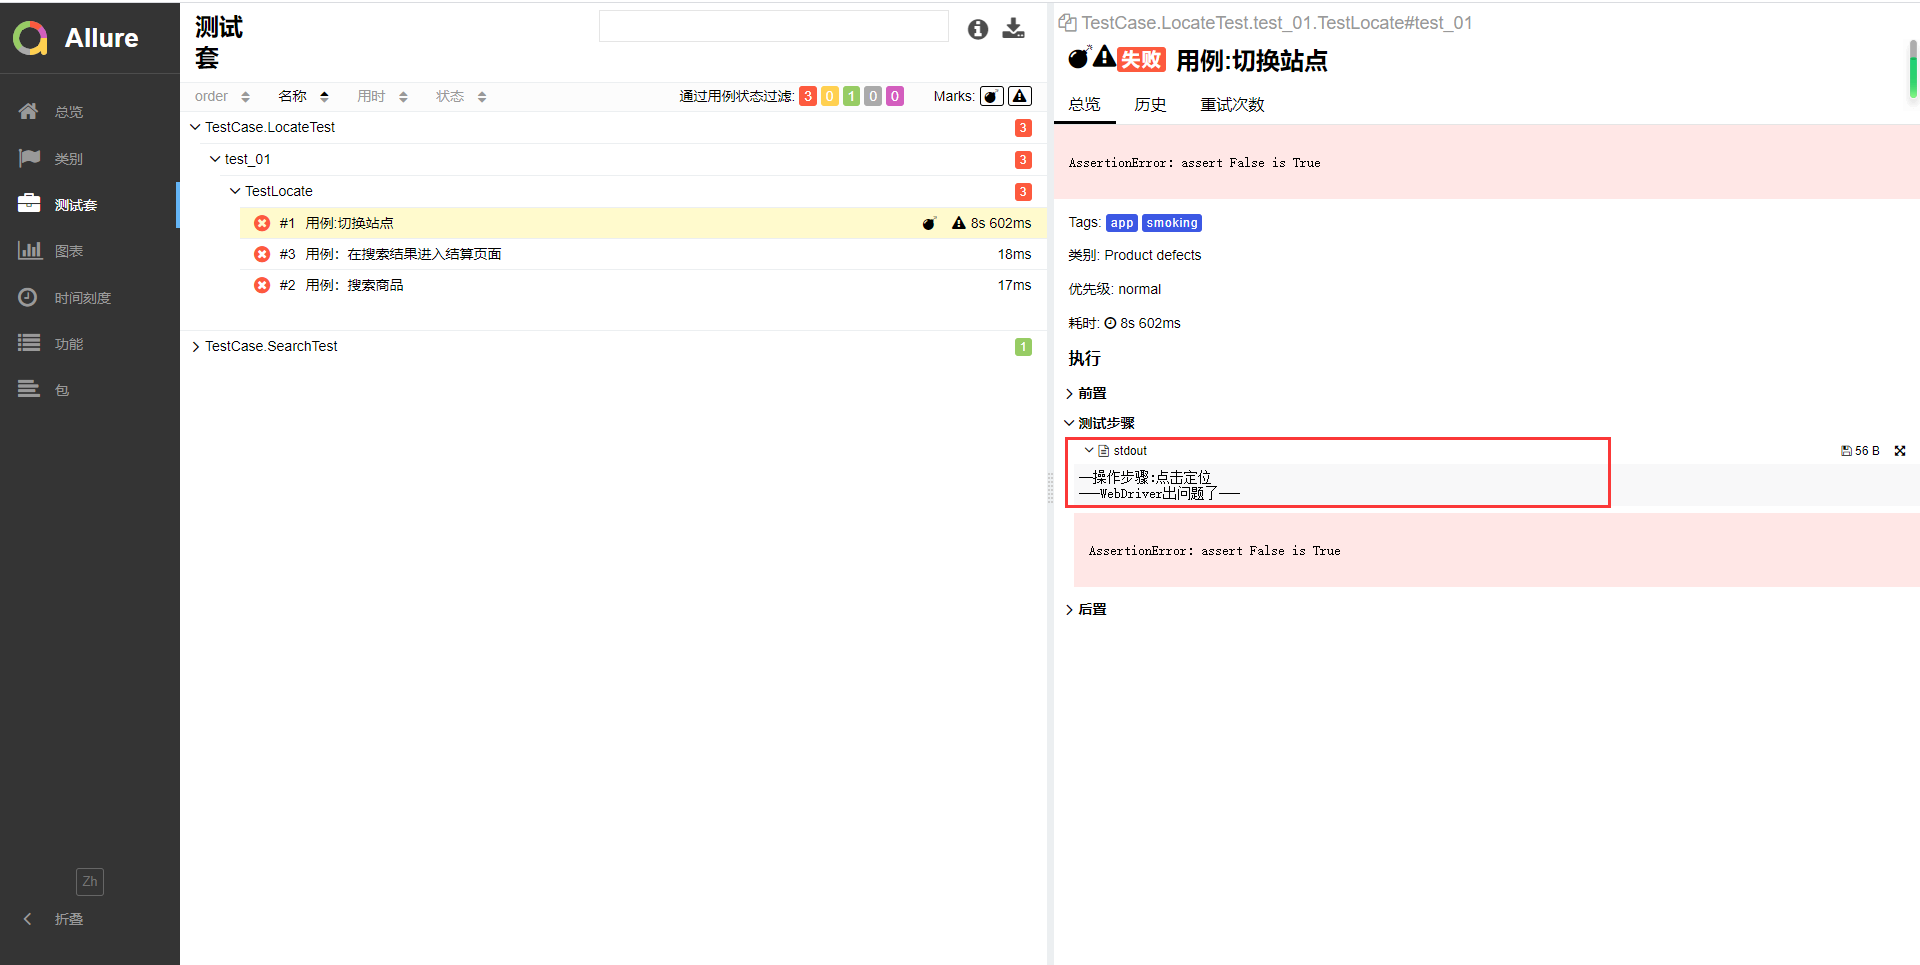 Allure
总览
类别
测试套
图表
时间刻度
功能
包
Zh
折叠
测试
套
order 名称 用时 状态 通过用例状态过滤: 3 0 1 0 0 Marks:
TestCase.LocateTest 3
test_01 3
TestLocate 3
#1 用例:切换站点 8s 602ms
#3 用例：在搜索结果进入结算页面 18ms
#2 用例：搜索商品 17ms
TestCase.SearchTest 1
TestCase.LocateTest.test_01.TestLocate#test_01
失败 用例:切换站点
总览 历史 重试次数
AssertionError: assert False is True
Tags: app smoking
类别: Product defects
优先级: normal
耗时: 8s 602ms
执行
前置
测试步骤
stdout 56 B
——操作步骤:点击定位
———WebDriver出问题了———
AssertionError: assert False is True
后置